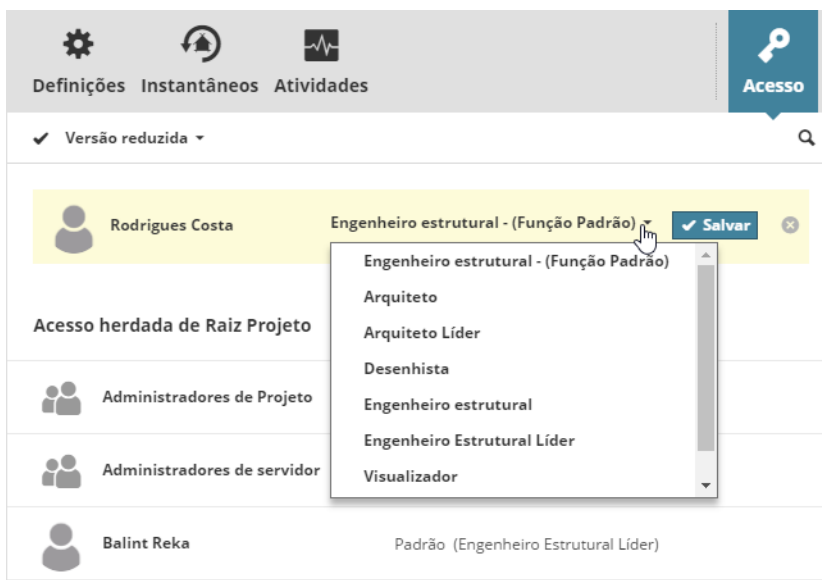 Definições Instantâneos Atividades Acesso
Versão reduzida
Rodrigues Costa Engenheiro estrutural - (Função Padrão) Salvar
Engenheiro estrutural - (Função Padrão)
Arquiteto
Arquiteto Líder
Desenhista
Engenheiro estrutural
Engenheiro Estrutural Líder
Visualizador
Acesso herdada de Raiz Projeto
Administradores de Projeto
Administradores de servidor
Balint Reka Padrão (Engenheiro Estrutural Líder)